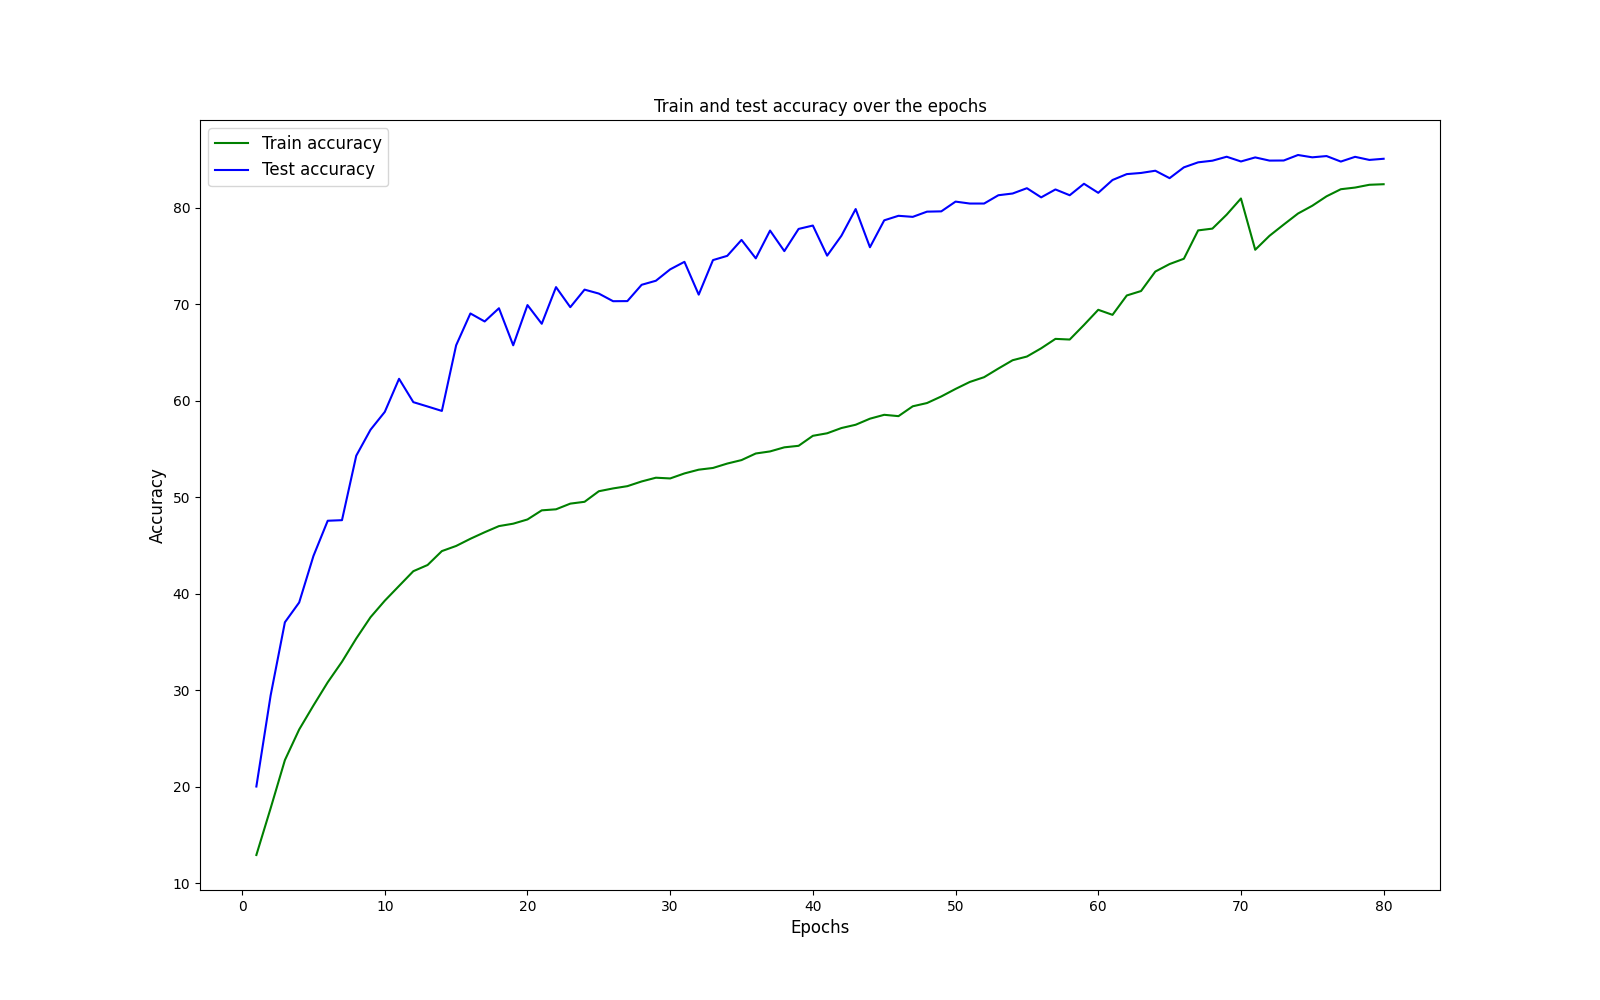 Train and test accuracy over the epochs
Train accuracy
Test accuracy
Accuracy
80
70
60
50
40
30
20
10
0 10 20 30 40 50 60 70 80
Epochs